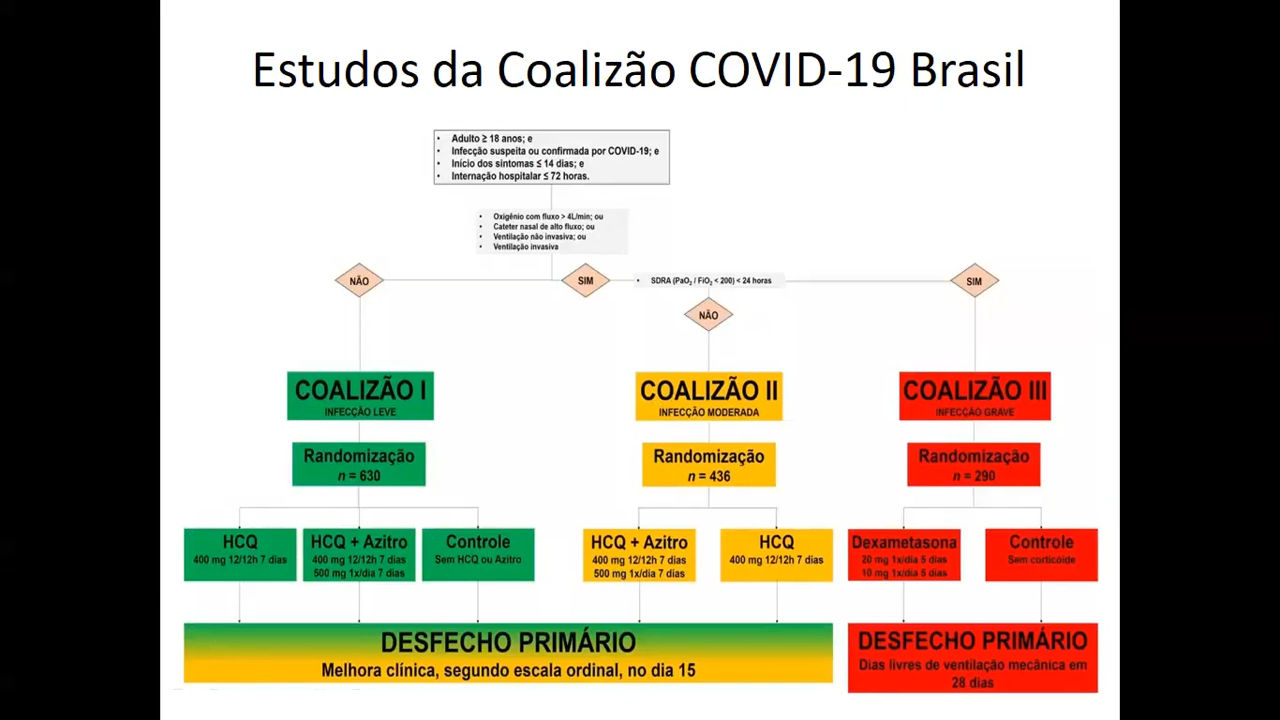 Estudos da Coalizão COVID-19 Brasil
• Adulto ≥ 18 anos; e
• Infecção suspeita ou confirmada por COVID-19; e
• Início dos sintomas ≤ 14 dias; e
• Internação hospitalar ≤ 72 horas.
• Oxigênio com fluxo > 4L/min; ou
• Cateter nasal de alto fluxo; ou
• Ventilação não invasiva; ou
• Ventilação invasiva
NÃO
SIM
• SDRA (PaO₂ / FiO₂ < 200) < 24 horas
SIM
NÃO
COALIZÃO I
INFECÇÃO LEVE
COALIZÃO II
INFECÇÃO MODERADA
COALIZÃO III
INFECÇÃO GRAVE
Randomização
n = 630
Randomização
n = 436
Randomização
n = 290
HCQ
400 mg 12/12h 7 dias
HCQ + Azitro
400 mg 12/12h 7 dias
500 mg 1x/dia 7 dias
Controle
Sem HCQ ou Azitro
HCQ + Azitro
400 mg 12/12h 7 dias
500 mg 1x/dia 7 dias
HCQ
400 mg 12/12h 7 dias
Dexametasona
20 mg 1x/dia 5 dias
10 mg 1x/dia 5 dias
Controle
Sem corticóide
DESFECHO PRIMÁRIO
Melhora clínica, segundo escala ordinal, no dia 15
DESFECHO PRIMÁRIO
Dias livres de ventilação mecânica em
28 dias